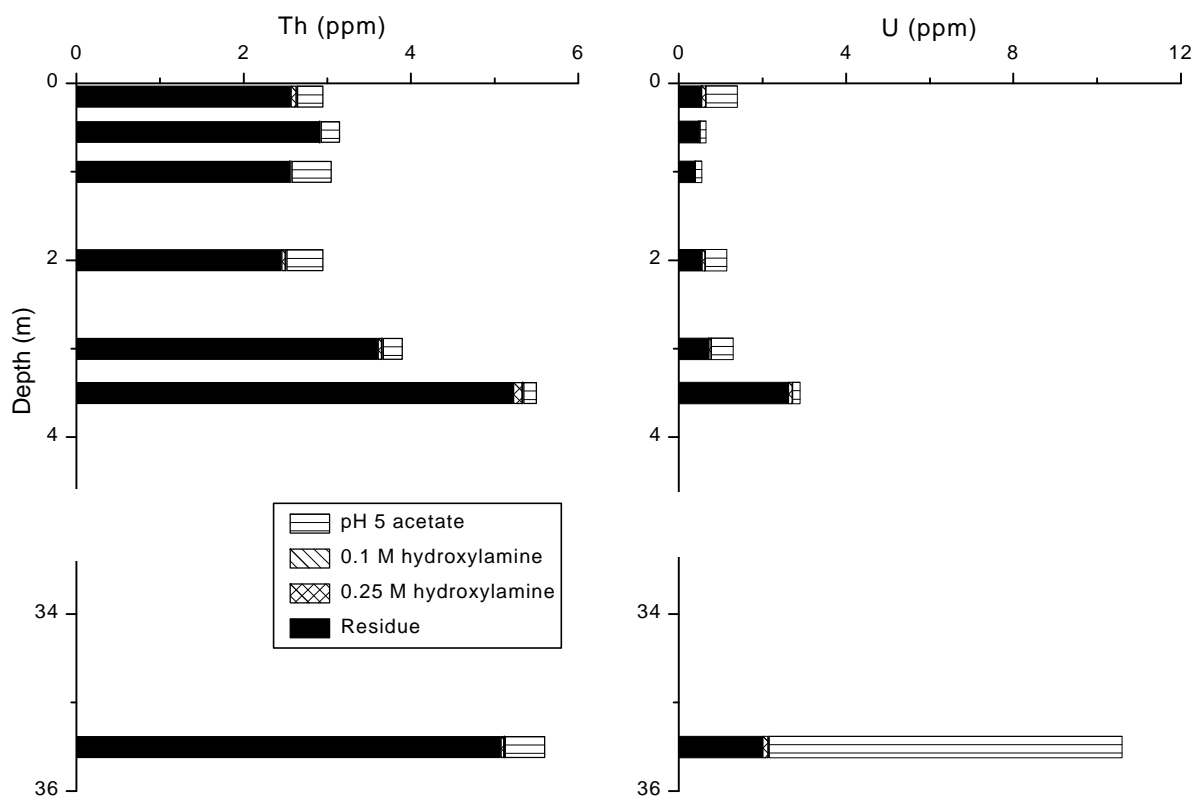 Th (ppm)
U (ppm)
0 2 4 6
0 4 8 12
0
2
4
34
36
0
2
4
34
36
Depth (m)
pH 5 acetate
0.1 M hydroxylamine
0.25 M hydroxylamine
Residue